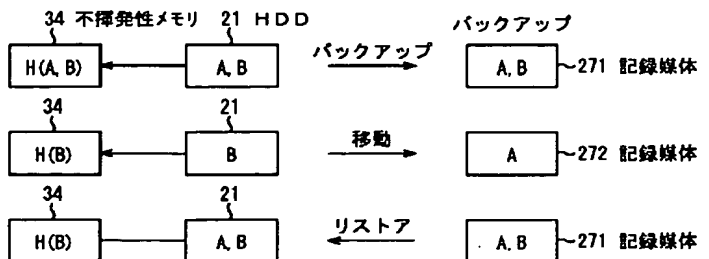 バックアップ
34 不揮発性メモリ 21 HDD
H(A, B) A, B バックアップ A, B 271 記録媒体
34 21
H(B) B 移動 A 272 記録媒体
34 21
H(B) A, B リストア A, B 271 記録媒体